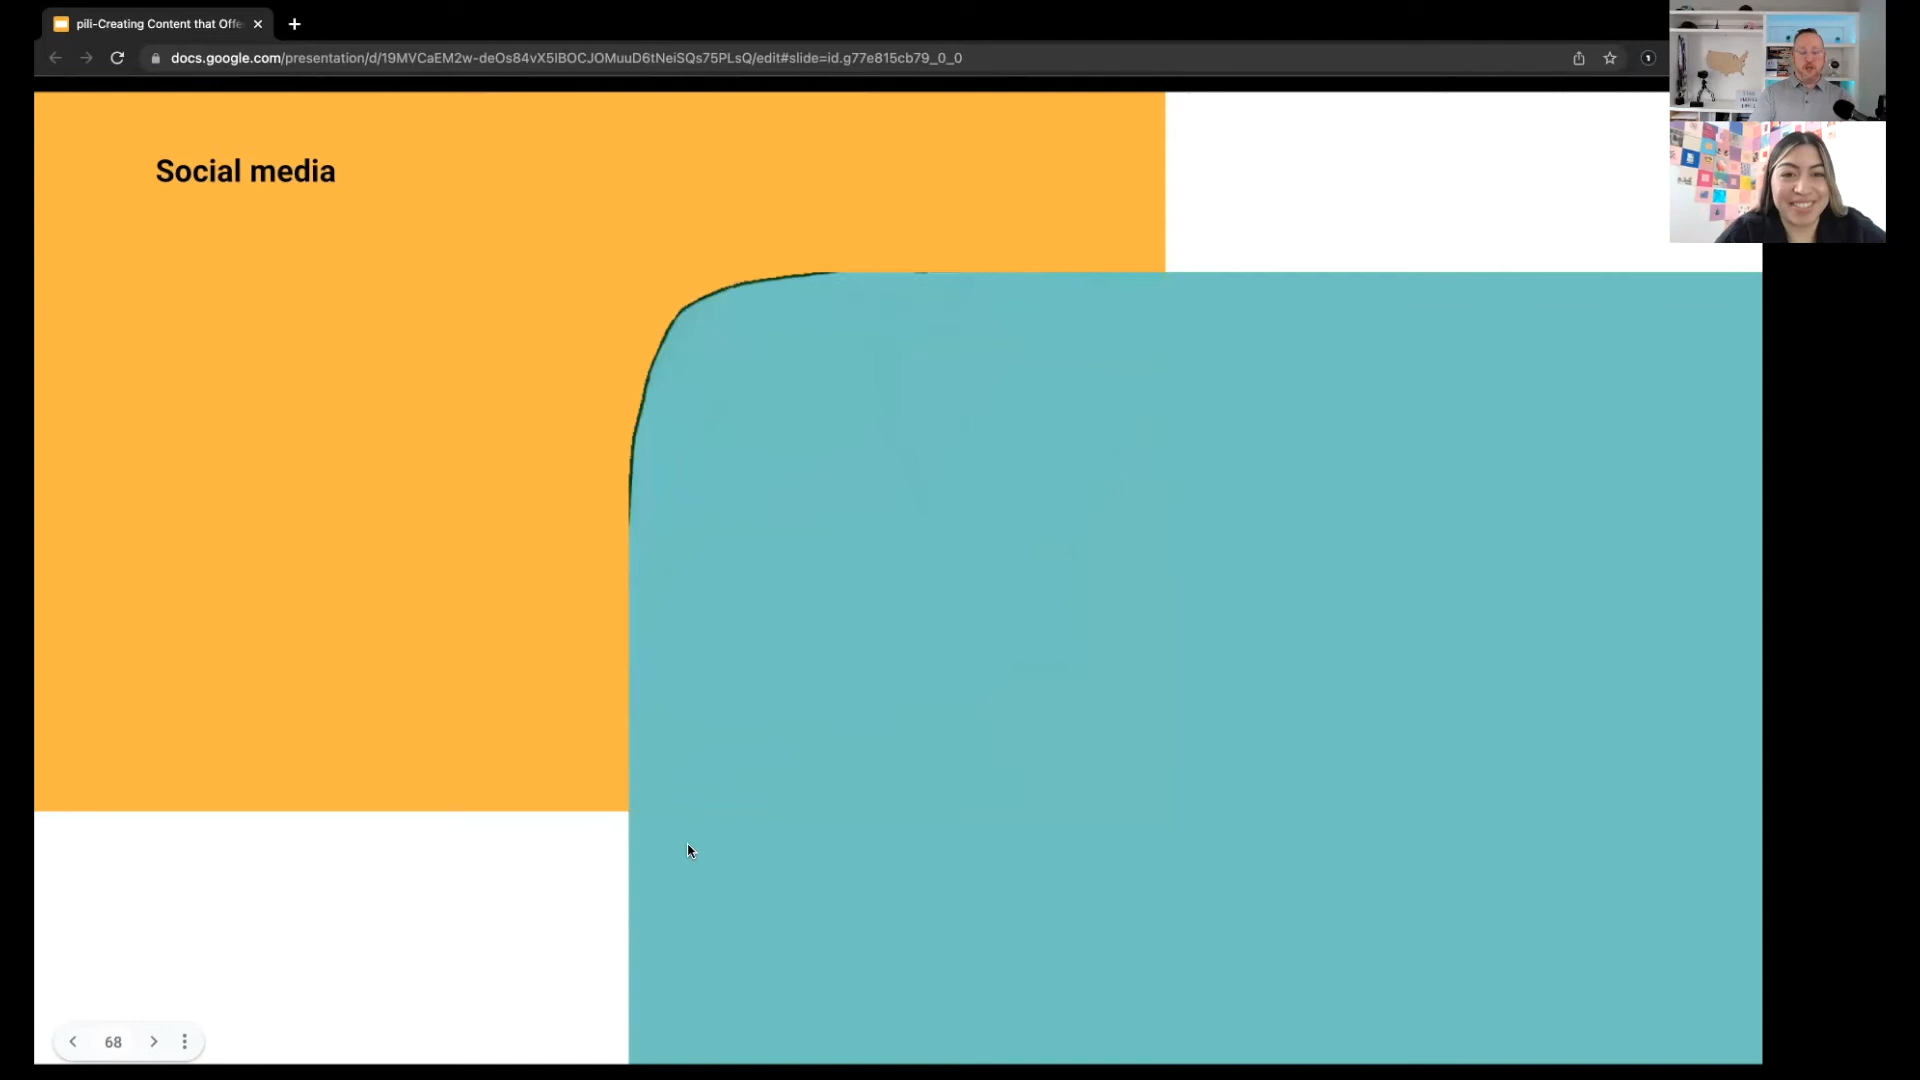 pili-Creating Content that Offe
docs.google.com/presentation/d/19MVCaEM2w-deOs84vX5IBOCJOMuuD6tNeiSQs75PLsQ/edit#slide=id.g77e815cb79_0_0
Social media
68